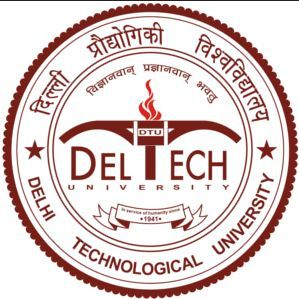 दिल्ली प्रौद्योगिकी विश्वविद्यालय
विज्ञानवान् प्रज्ञानवान् भवतु
DTU
DELTECH
UNIVERSITY
In service of humanity since
1941
DELHI TECHNOLOGICAL UNIVERSITY